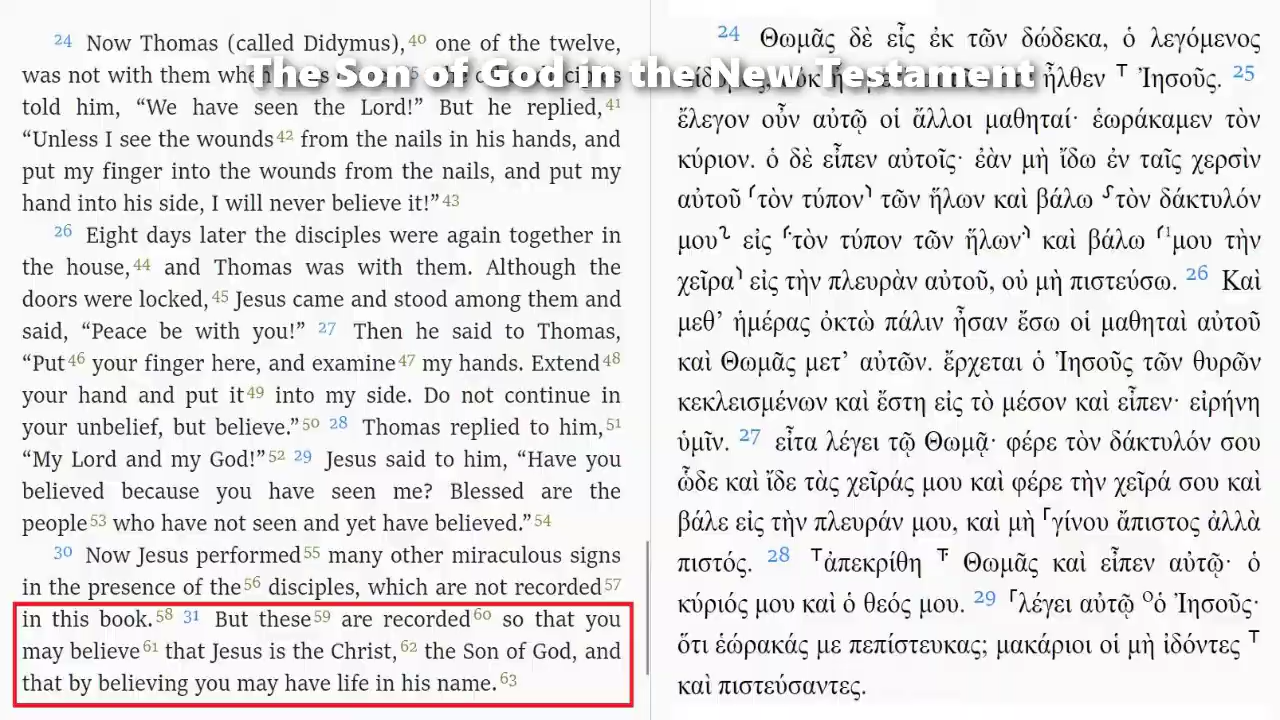 The Son of God in the New Testament
24 Now Thomas (called Didymus),40 one of the twelve,
was not with them when
told him, “We have seen the Lord!” But he replied,41
“Unless I see the wounds42 from the nails in his hands, and
put my finger into the wounds from the nails, and put my
hand into his side, I will never believe it!”43
26 Eight days later the disciples were again together in
the house,44 and Thomas was with them. Although the
doors were locked,45 Jesus came and stood among them and
said, “Peace be with you!” 27 Then he said to Thomas,
“Put46 your finger here, and examine47 my hands. Extend48
your hand and put it49 into my side. Do not continue in
your unbelief, but believe.”50 28 Thomas replied to him,51
“My Lord and my God!”52 29 Jesus said to him, “Have you
believed because you have seen me? Blessed are the
people53 who have not seen and yet have believed.”54
30 Now Jesus performed55 many other miraculous signs
in the presence of the56 disciples, which are not recorded57
in this book.58 31 But these59 are recorded60 so that you
may believe61 that Jesus is the Christ,62 the Son of God, and
that by believing you may have life in his name.63
24 Θωμᾶς δὲ εἷς ἐκ τῶν δώδεκα, ὁ λεγόμενος
ἦλθεν ⸆ Ἰησοῦς. 25
ἔλεγον οὖν αὐτῷ οἱ ἄλλοι μαθηταί· ἑωράκαμεν τὸν
κύριον. ὁ δὲ εἶπεν αὐτοῖς· ἐὰν μὴ ἴδω ἐν ταῖς χερσὶν
αὐτοῦ ⸂τὸν τύπον⸃ τῶν ἥλων καὶ βάλω ⸉τὸν δάκτυλόν
μου⸊ εἰς ⸄τὸν τύπον τῶν ἥλων⸃ καὶ βάλω ⸂1μου τὴν
χεῖρα⸃ εἰς τὴν πλευρὰν αὐτοῦ, οὐ μὴ πιστεύσω. 26 Καὶ
μεθ’ ἡμέρας ὀκτὼ πάλιν ἦσαν ἔσω οἱ μαθηταὶ αὐτοῦ
καὶ Θωμᾶς μετ’ αὐτῶν. ἔρχεται ὁ Ἰησοῦς τῶν θυρῶν
κεκλεισμένων καὶ ἔστη εἰς τὸ μέσον καὶ εἶπεν· εἰρήνη
ὑμῖν. 27 εἶτα λέγει τῷ Θωμᾷ· φέρε τὸν δάκτυλόν σου
ὧδε καὶ ἴδε τὰς χεῖράς μου καὶ φέρε τὴν χεῖρά σου καὶ
βάλε εἰς τὴν πλευράν μου, καὶ μὴ ⸀γίνου ἄπιστος ἀλλὰ
πιστός. 28 ⸆ἀπεκρίθη ⸇ Θωμᾶς καὶ εἶπεν αὐτῷ· ὁ
κύριός μου καὶ ὁ θεός μου. 29 ⸀λέγει αὐτῷ ⸰ὁ Ἰησοῦς·
ὅτι ἑώρακάς με πεπίστευκας; μακάριοι οἱ μὴ ἰδόντες ⸆
καὶ πιστεύσαντες.